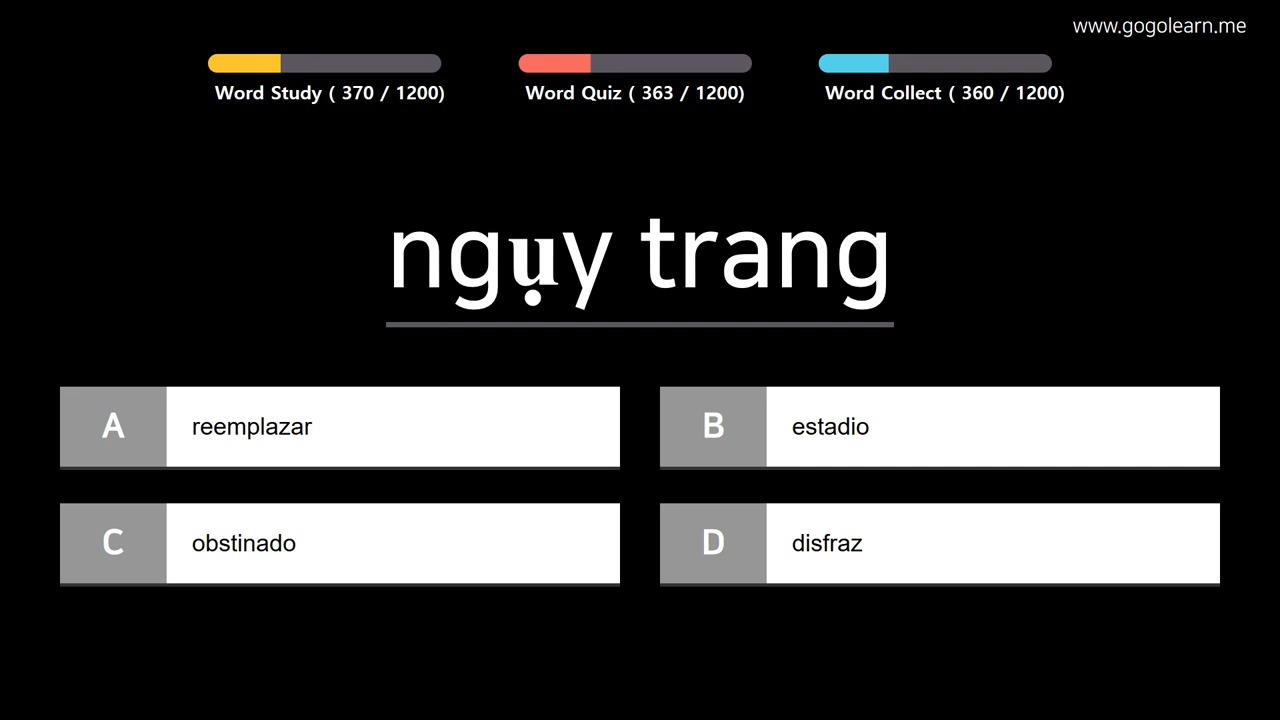 www.gogolearn.me
Word Study ( 370 / 1200)
Word Quiz ( 363 / 1200)
Word Collect ( 360 / 1200)
ngụy trang
A reemplazar
B estadio
C obstinado
D disfraz